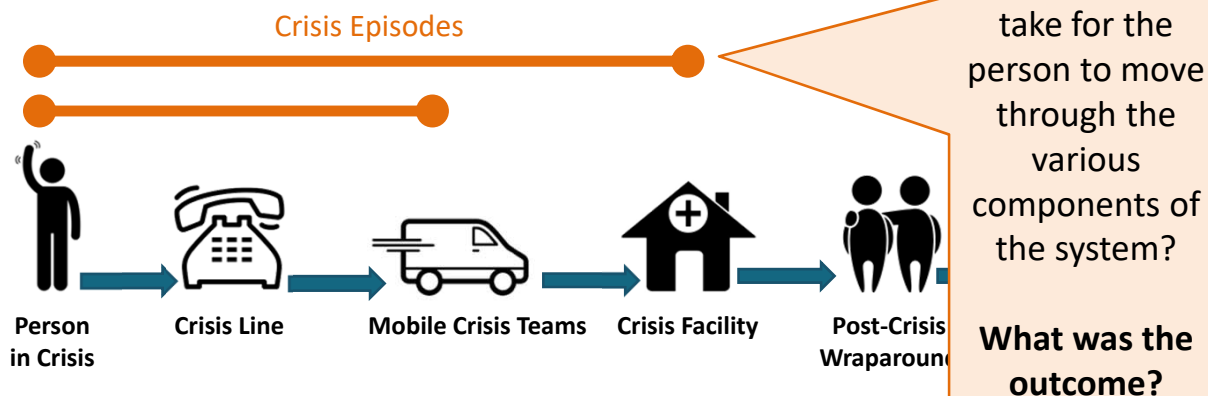 Crisis Episodes
take for the
person to move
through the
various
components of
the system?
What was the
outcome?
Person
in Crisis
Crisis Line
Mobile Crisis Teams
Crisis Facility
Post-Crisis
Wraparound